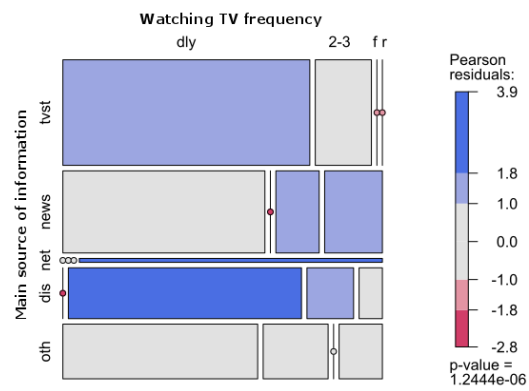 Watching TV frequency
dly 2-3 f r
Main source of information
tvst
news
net
dis
oth
Pearson
residuals:
3.9
1.8
1.0
0.0
-1.0
-1.8
-2.8
p-value =
1.2444e-06